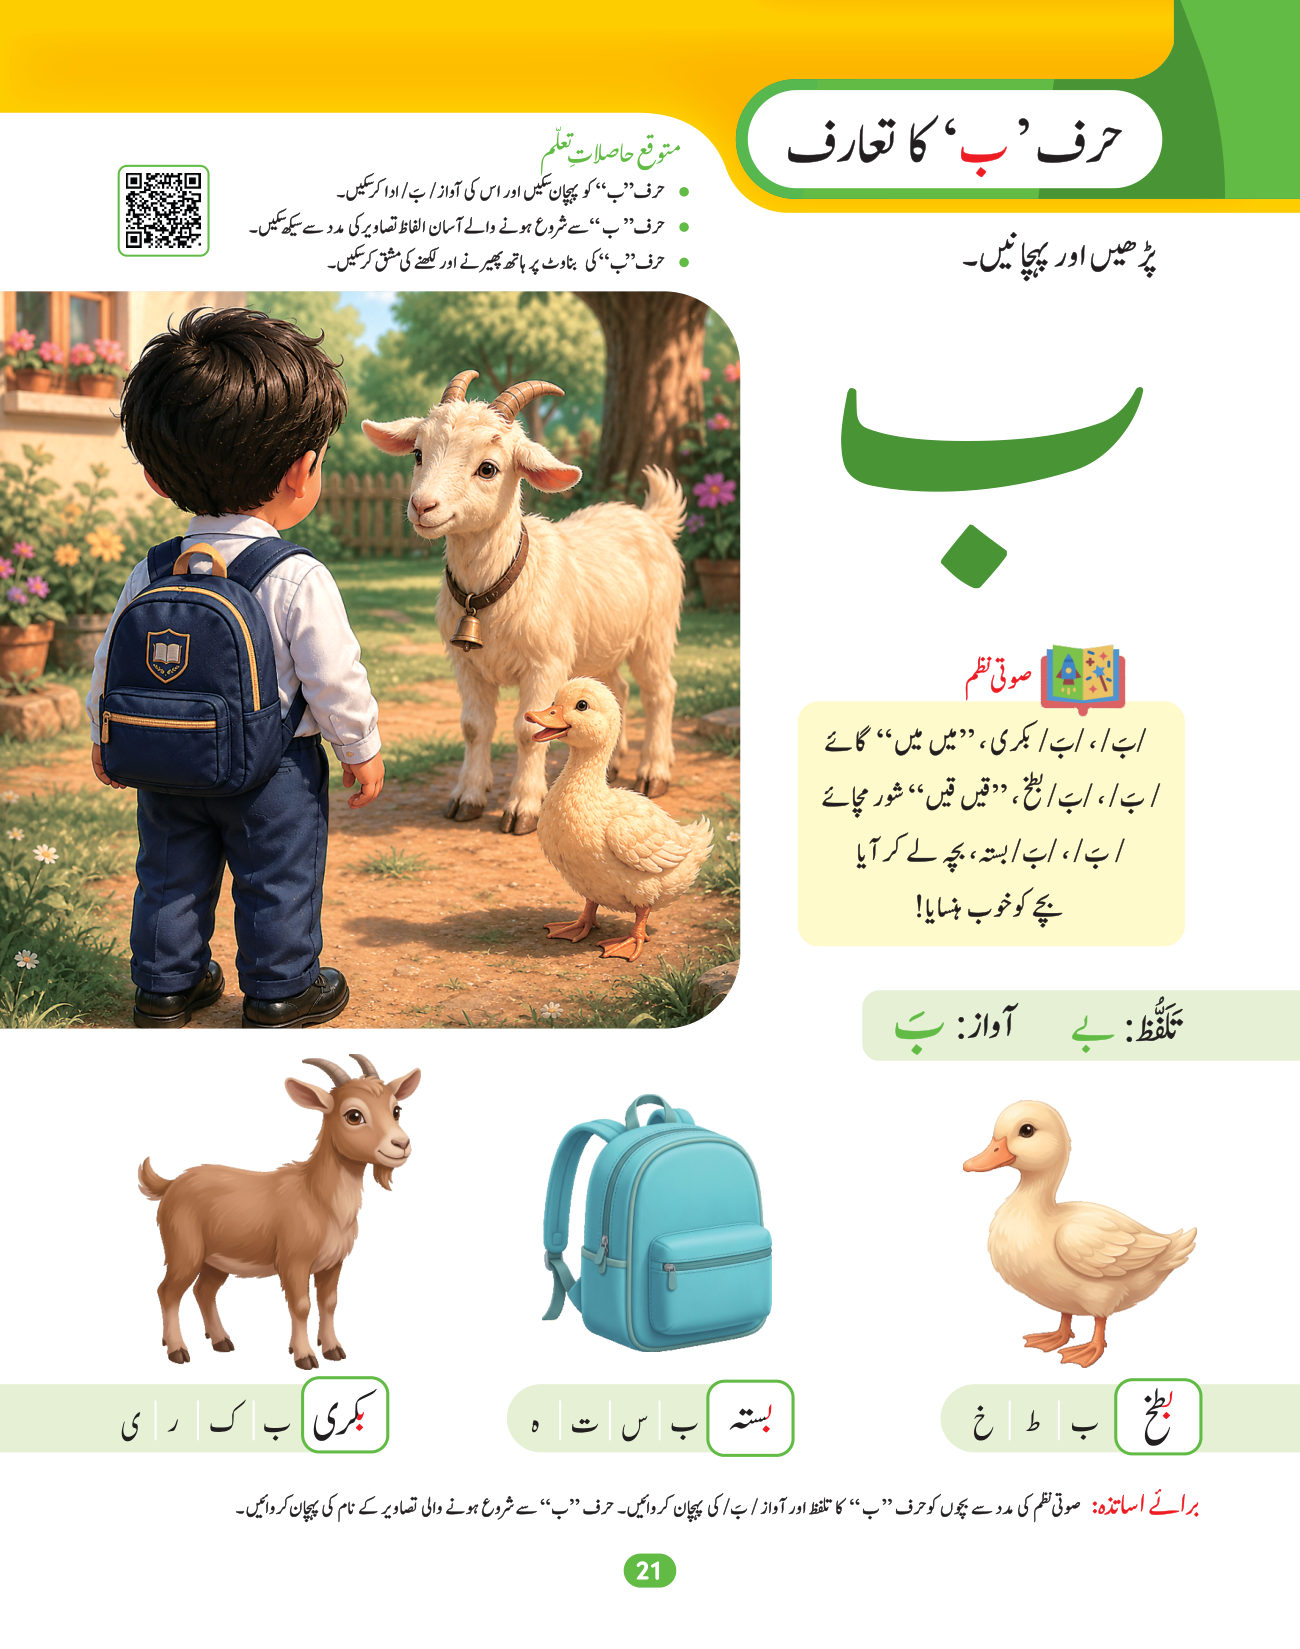 حرف ’ب‘ کا تعارف
متوقع حاصلاتِ تعلّم
حرف ”ب“ کو پہچان سکیں اور اس کی آواز / بَ/ ادا کر سکیں۔
حرف ”ب“ سے شروع ہونے والے آسان الفاظ تصاویر کی مدد سے سیکھ سکیں۔
حرف ”ب“ کی بناوٹ پر ہاتھ پھیرنے اور لکھنے کی مشق کر سکیں۔
پڑھیں اور پہچانیں۔
ب
صوتی نظم
/بَ/، /بَ/ بکری، ”میں میں“ گائے
/ بَ/، /بَ/ بطخ، ”قیں قیں“ شور مچائے
/ بَ/، /بَ/ بستہ، بچہ لے کر آیا
بچے کو خوب ہنسایا!
تَلَفُّظ: بے آواز: بَ
بطخ ب ط خ
بستہ ب س ت ہ
بکری ب ک ر ی
برائے اساتذہ: صوتی نظم کی مدد سے بچوں کو حرف ”ب“ کا تلفظ اور آواز / بَ/ کی پہچان کروائیں۔ حرف ”ب“ سے شروع ہونے والی تصاویر کے نام کی پہچان کروائیں۔
21